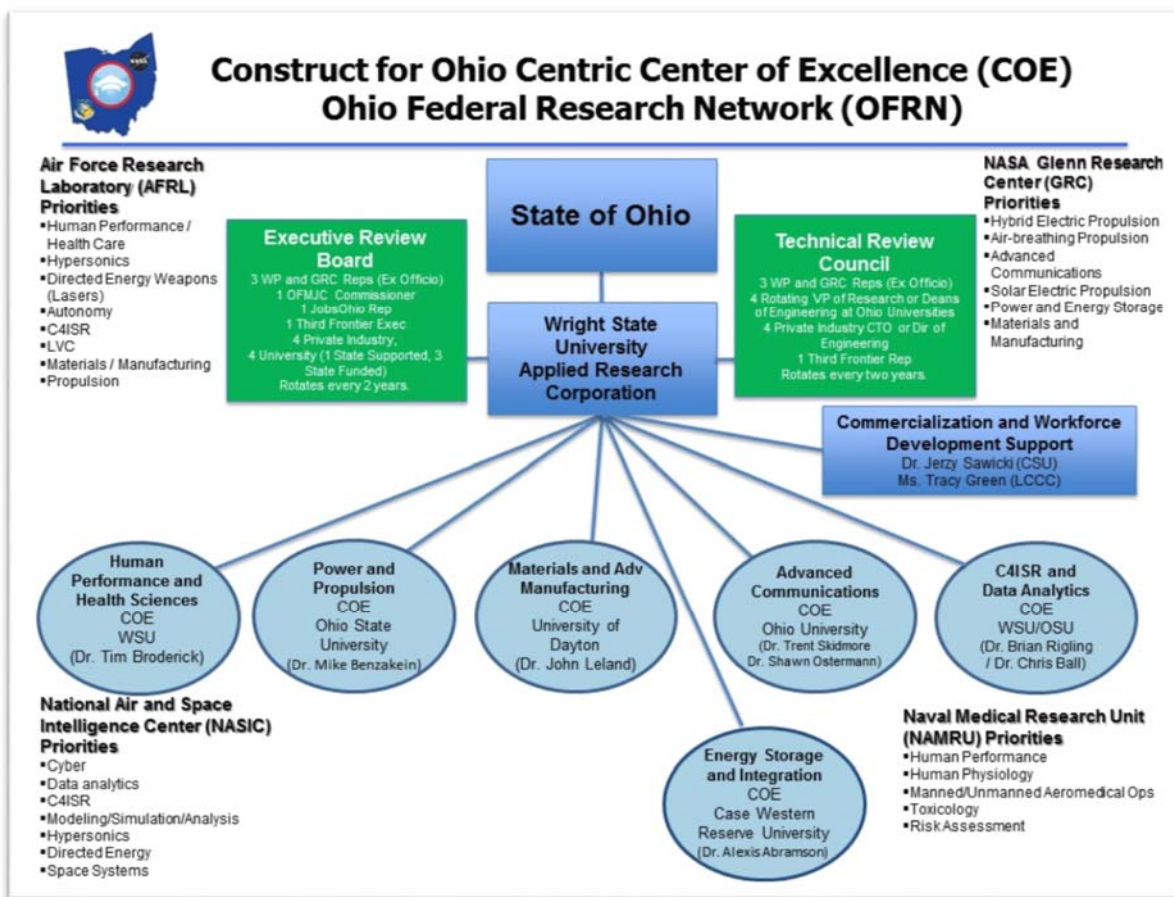 Construct for Ohio Centric Center of Excellence (COE)
Ohio Federal Research Network (OFRN)
Air Force Research
Laboratory (AFRL)
Priorities
▪Human Performance /
Health Care
▪Hypersonics
▪Directed Energy Weapons
(Lasers)
▪Autonomy
▪C4ISR
▪LVC
▪Materials / Manufacturing
▪Propulsion
Executive Review
Board
3 WP and GRC Reps (Ex Officio)
1 OFMJC Commissioner
1 JobsOhio Rep
1 Third Frontier Exec
4 Private Industry,
4 University (1 State Supported, 3
State Funded)
Rotates every 2 years.
State of Ohio
Wright State
University
Applied Research
Corporation
Technical Review
Council
3 WP and GRC Reps (Ex Officio)
4 Rotating VP of Research or Deans
of Engineering at Ohio Universities
4 Private Industry CTO or Dir of
Engineering
1 Third Frontier Rep
Rotates every two years.
NASA Glenn Research
Center (GRC)
Priorities
▪Hybrid Electric Propulsion
▪Air-breathing Propulsion
▪Advanced
Communications
▪Solar Electric Propulsion
▪Power and Energy Storage
▪Materials and
Manufacturing
Commercialization and Workforce
Development Support
Dr. Jerzy Sawicki (CSU)
Ms. Tracy Green (LCCC)
Human
Performance and
Health Sciences
COE
WSU
(Dr. Tim Broderick)
Power and
Propulsion
COE
Ohio State
University
(Dr. Mike Benzakein)
Materials and Adv
Manufacturing
COE
University of
Dayton
(Dr. John Leland)
Advanced
Communications
COE
Ohio University
(Dr. Trent Skidmore
Dr. Shawn Ostermann)
C4ISR and
Data Analytics
COE
WSU/OSU
(Dr. Brian Rigling
/ Dr. Chris Ball)
National Air and Space
Intelligence Center (NASIC)
Priorities
▪Cyber
▪Data analytics
▪C4ISR
▪Modeling/Simulation/Analysis
▪Hypersonics
▪Directed Energy
▪Space Systems
Energy Storage
and Integration
COE
Case Western
Reserve University
(Dr. Alexis Abramson)
Naval Medical Research Unit
(NAMRU) Priorities
▪Human Performance
▪Human Physiology
▪Manned/Unmanned Aeromedical Ops
▪Toxicology
▪Risk Assessment